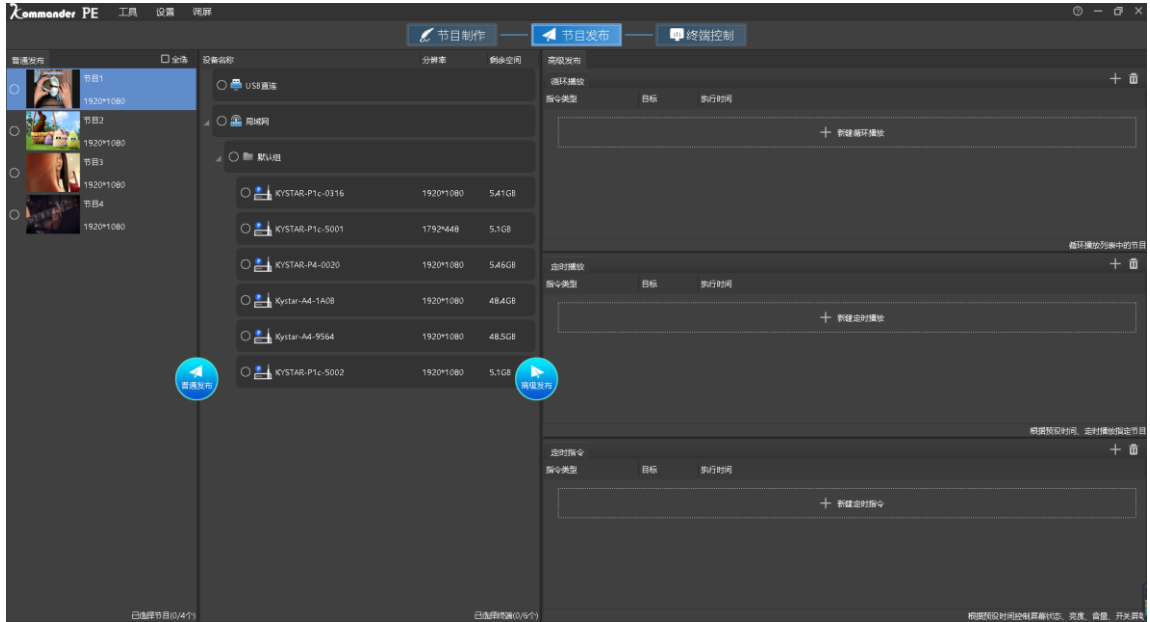 Kommander PE 工具 设置 调屏
节目制作 节目发布 终端控制
普通发布 全选
节目1
1920*1080
节目2
1920*1080
节目3
1920*1080
节目4
1920*1080
已选择节目(0/4个)
普通发布
设备名称 分辨率 剩余空间
USB直连
局域网
默认组
KYSTAR-P1c-0316 1920*1080 5.41GB
KYSTAR-P1c-5001 1792*448 5.1GB
KYSTAR-P4-0020 1920*1080 5.46GB
Kystar-A4-1A08 1920*1080 48.4GB
Kystar-A4-9564 1920*1080 48.5GB
KYSTAR-P1c-5002 1920*1080 5.1GB
已选择终端(0/6个)
高级发布
高级发布
循环播放
指令类型 目标 执行时间
新建循环播放
循环播放列表中的节目
定时播放
指令类型 目标 执行时间
新建定时播放
根据预设时间、定时播放指定节目
定时指令
指令类型 目标 执行时间
新建定时指令
根据预设时间控制屏幕状态、亮度、音量、开关屏等